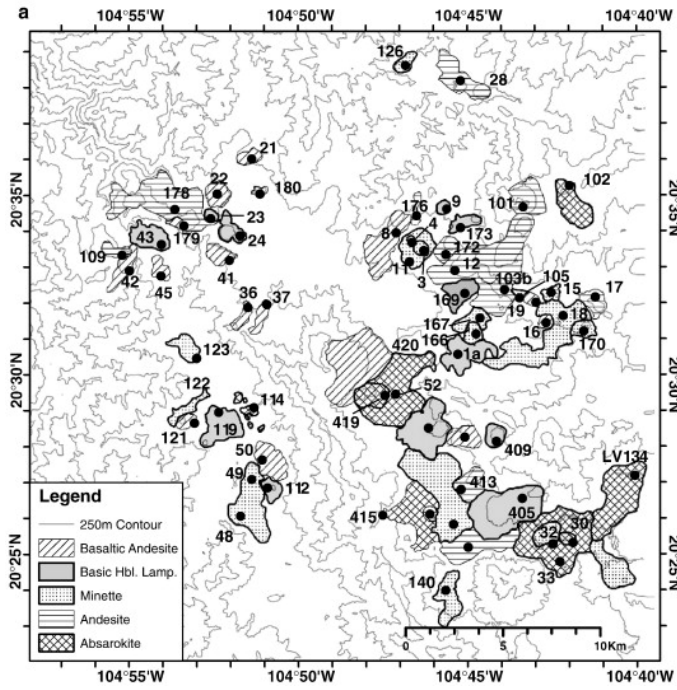 a
104°55'W 104°50'W 104°45'W 104°40'W
126
28
21
22
180
178
20°35'N
23
179
43
24
109
42
45
41
36
37
176
9
4
8
173
101
102
20°35'N
172
11
1
3
12
103b
105
15
17
169
19
18
167
16
166
1a
170
123
420
20°30'N
122
52
20°30'N
114
119
419
121
50
409
49
LV134
413
112
405
415
48
32
30
20°25'N
33
20°25'N
140
Legend
250m Contour
Basaltic Andesite
Basic Hbl. Lamp.
Minette
Andesite
Absarokite
0 5 10Km
104°55'W 104°50'W 104°45'W 104°40'W